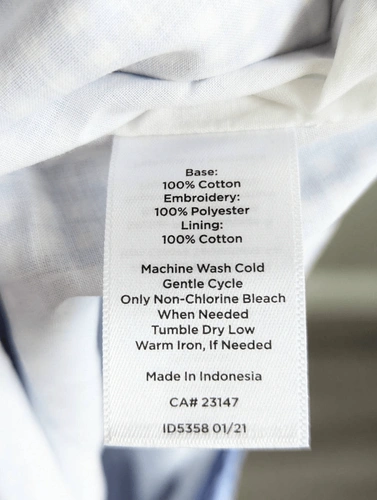 Base:
100% Cotton
Embroidery:
100% Polyester
Lining:
100% Cotton
Machine Wash Cold
Gentle Cycle
Only Non-Chlorine Bleach
When Needed
Tumble Dry Low
Warm Iron, If Needed
Made In Indonesia
CA# 23147
ID5358 01/21